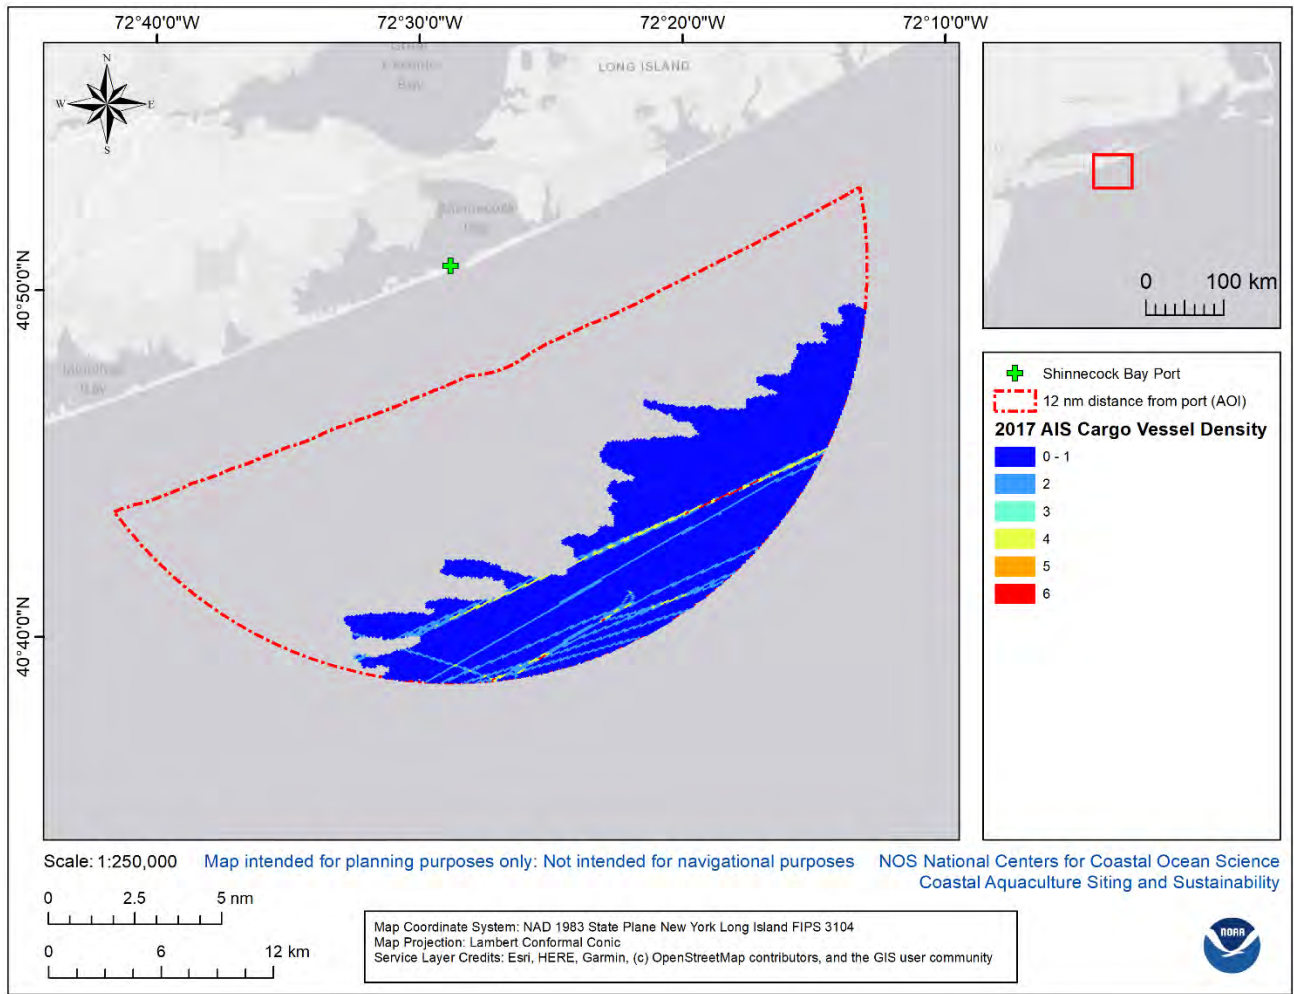 72°40'0"W 72°30'0"W 72°20'0"W 72°10'0"W
N
W E
S
Bay
LONG ISLAND
Shinnecock
Bay
40°50'0"N
Bay
40°40'0"N
0 100 km
Shinnecock Bay Port
12 nm distance from port (AOI)
2017 AIS Cargo Vessel Density
0 - 1
2
3
4
5
6
Scale: 1:250,000 Map intended for planning purposes only: Not intended for navigational purposes NOS National Centers for Coastal Ocean Science
Coastal Aquaculture Siting and Sustainability
0 2.5 5 nm
0 6 12 km
Map Coordinate System: NAD 1983 State Plane New York Long Island FIPS 3104
Map Projection: Lambert Conformal Conic
Service Layer Credits: Esri, HERE, Garmin, (c) OpenStreetMap contributors, and the GIS user community
NOAA